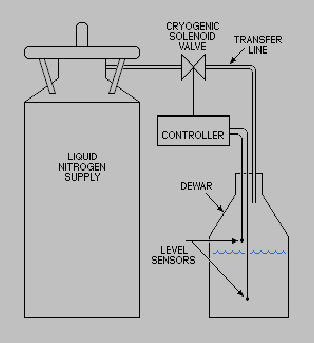 CRYOGENIC
SOLENOID
VALVE
TRANSFER
LINE
CONTROLLER
LIQUID
NITROGEN
SUPPLY
DEWAR
LEVEL
SENSORS